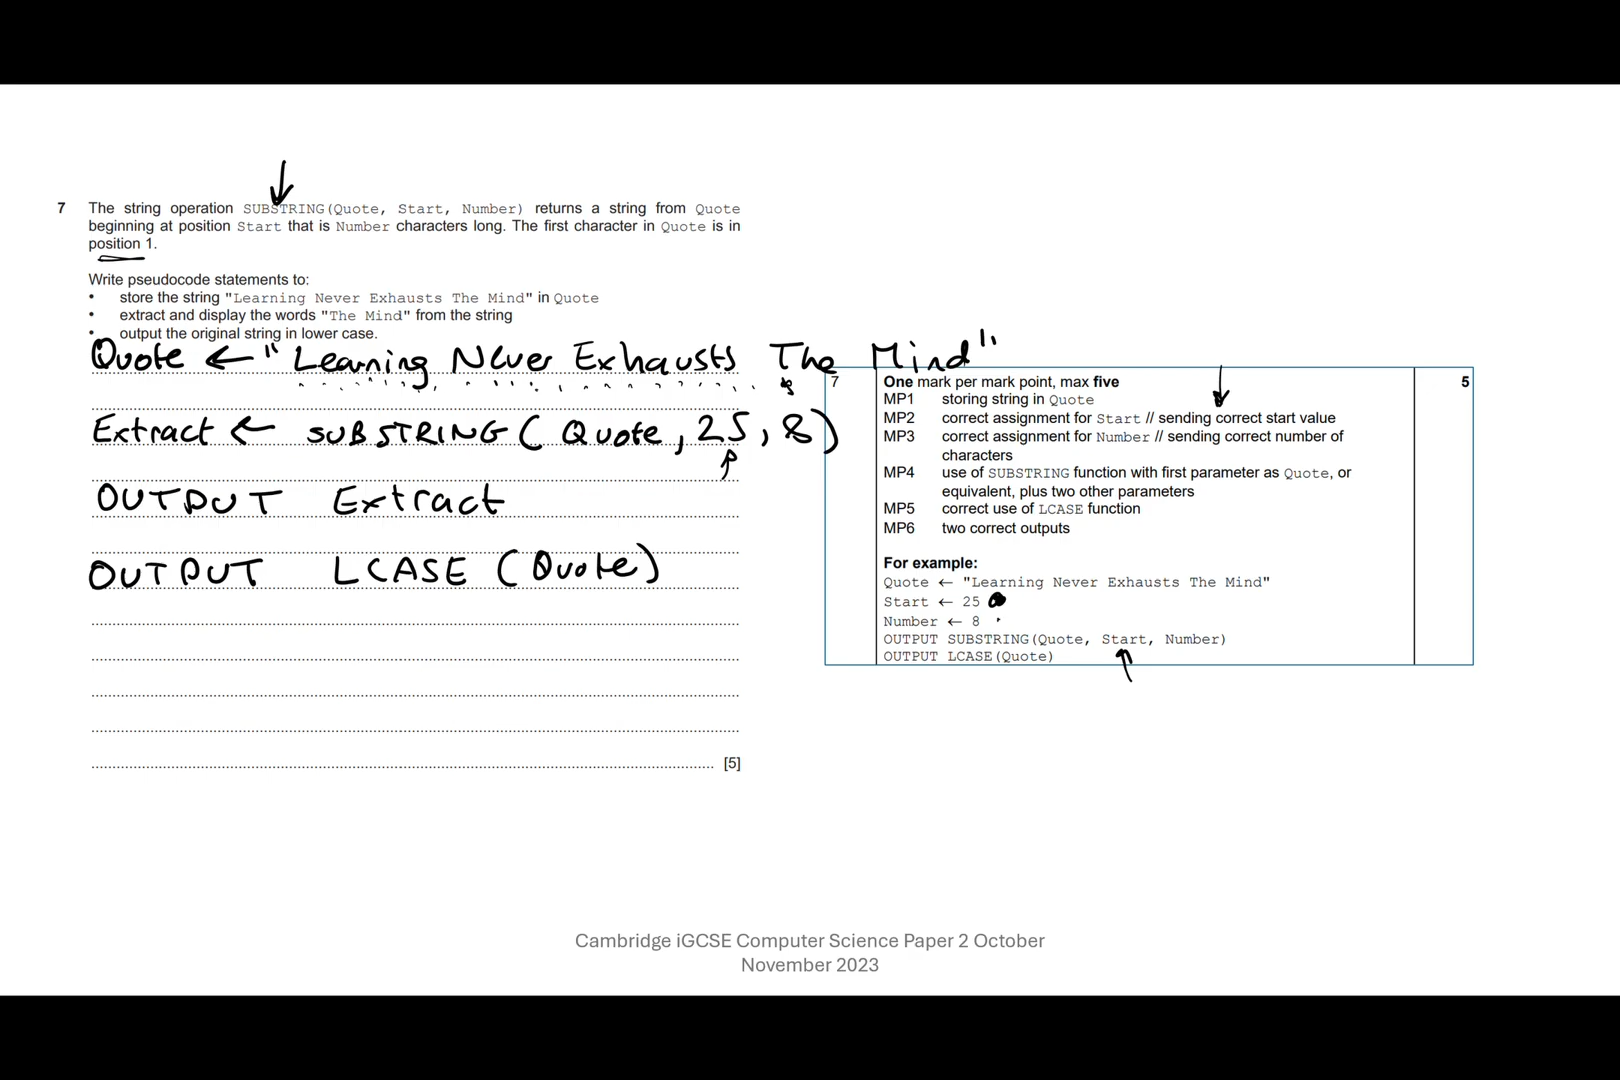 7 The string operation SUBSTRING(Quote, Start, Number) returns a string from Quote
beginning at position Start that is Number characters long. The first character in Quote is in
position 1.
Write pseudocode statements to:
• store the string "Learning Never Exhausts The Mind" in Quote
• extract and display the words "The Mind" from the string
• output the original string in lower case.
Quote ← "Learning Never Exhausts The Mind"
Extract ← SUBSTRING(Quote, 25, 8)
OUTPUT Extract
OUTPUT LCASE (Quote)
[5]
7 One mark per mark point, max five 5
MP1 storing string in Quote
MP2 correct assignment for Start // sending correct start value
MP3 correct assignment for Number // sending correct number of
characters
MP4 use of SUBSTRING function with first parameter as Quote, or
equivalent, plus two other parameters
MP5 correct use of LCASE function
MP6 two correct outputs
For example:
Quote ← "Learning Never Exhausts The Mind"
Start ← 25
Number ← 8
OUTPUT SUBSTRING(Quote, Start, Number)
OUTPUT LCASE(Quote)
Cambridge iGCSE Computer Science Paper 2 October
November 2023